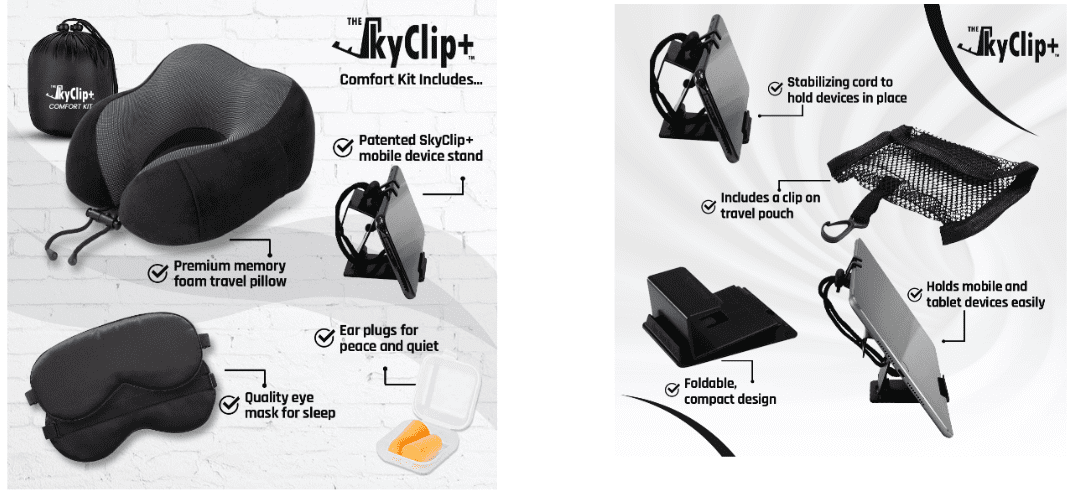 THE
SkyClip+™
Comfort Kit Includes...
THE
SkyClip+
COMFORT KIT
Patented SkyClip+
mobile device stand
Premium memory
foam travel pillow
Ear plugs for
peace and quiet
Quality eye
mask for sleep
THE
SkyClip+™
Stabilizing cord to
hold devices in place
Includes a clip on
travel pouch
Holds mobile and
tablet devices easily
Foldable,
compact design